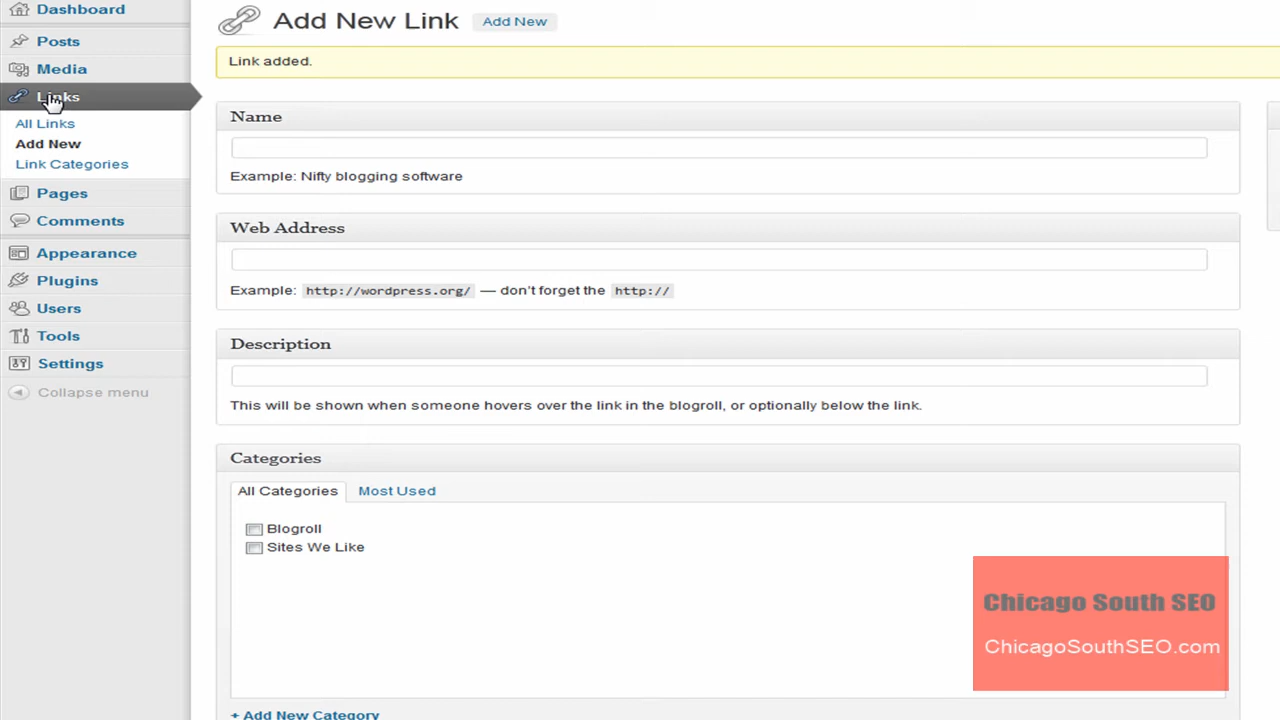 Dashboard
Posts
Media
Links
All Links
Add New
Link Categories
Pages
Comments
Appearance
Plugins
Users
Tools
Settings
Collapse menu
Add New Link Add New
Link added.
Name
Example: Nifty blogging software
Web Address
Example: http://wordpress.org/ — don't forget the http://
Description
This will be shown when someone hovers over the link in the blogroll, or optionally below the link.
Categories
All Categories Most Used
Blogroll
Sites We Like
+ Add New Category
Chicago South SEO
ChicagoSouthSEO.com